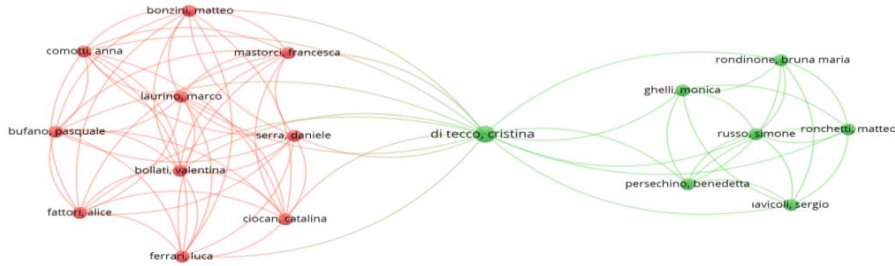 bonzini, matteo
comotti, anna
mastorci, francesca
laurino, marco
bufano, pasquale
serra, daniele
bollati, valentina
fattori, alice
ciocan, catalina
ferrari, luca
di tecco, cristina
rondinone, bruna maria
ghelli, monica
russo, simone
ronchetti, matteo
persechino, benedetta
iavicoli, sergio